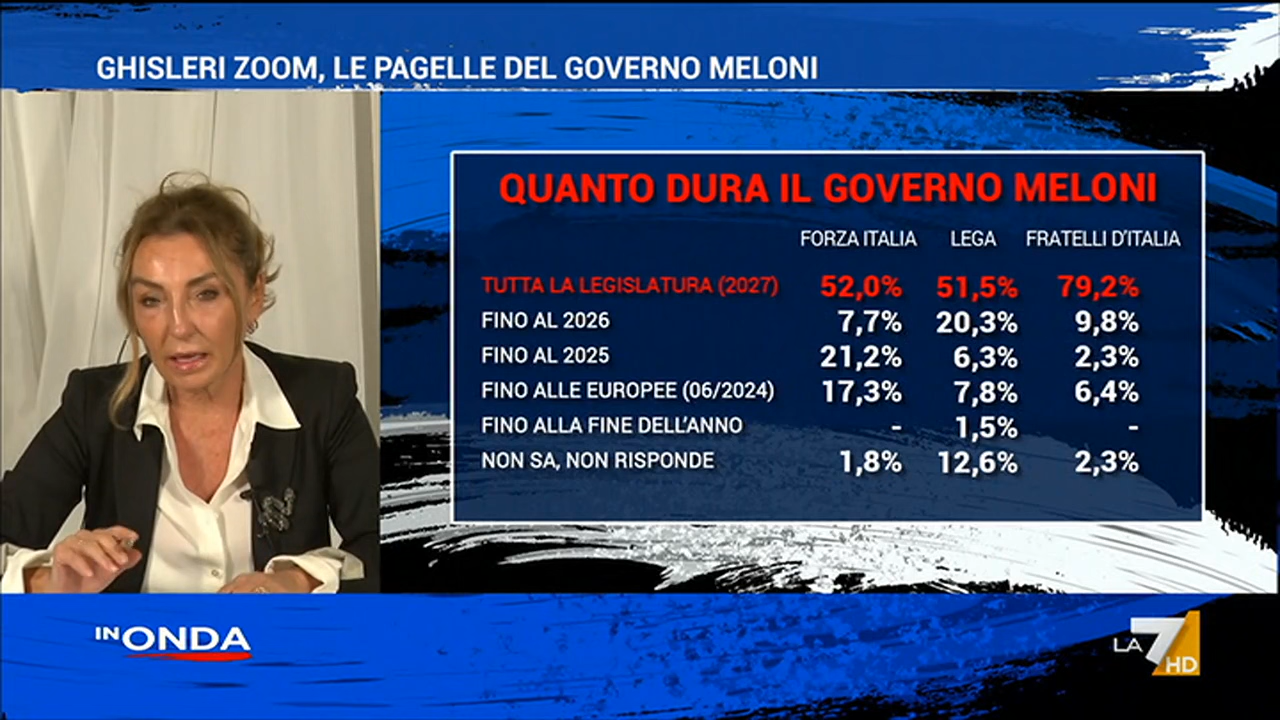 GHISLERI ZOOM, LE PAGELLE DEL GOVERNO MELONI
QUANTO DURA IL GOVERNO MELONI
FORZA ITALIA LEGA FRATELLI D'ITALIA
TUTTA LA LEGISLATURA (2027) 52,0% 51,5% 79,2%
FINO AL 2026 7,7% 20,3% 9,8%
FINO AL 2025 21,2% 6,3% 2,3%
FINO ALLE EUROPEE (06/2024) 17,3% 7,8% 6,4%
FINO ALLA FINE DELL'ANNO - 1,5% -
NON SA, NON RISPONDE 1,8% 12,6% 2,3%
IN ONDA
LA 7 HD